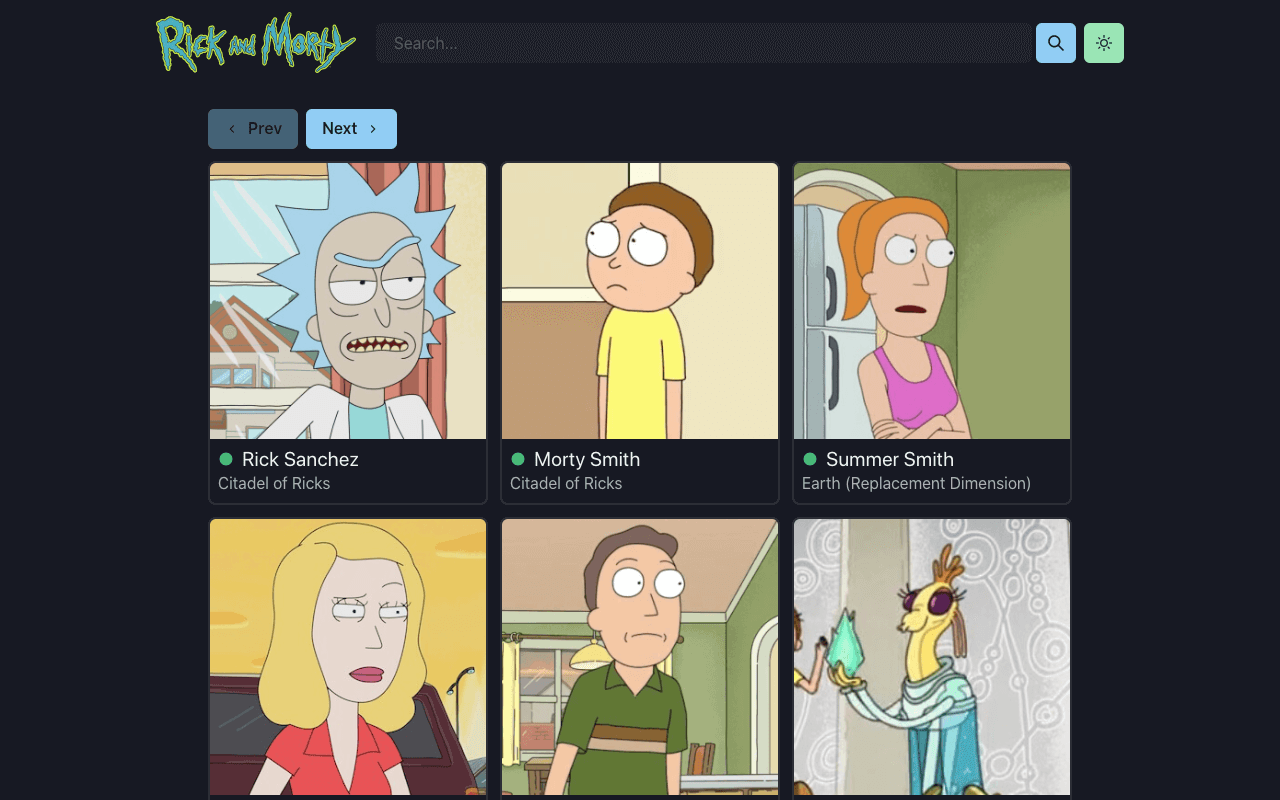 Rick and Morty
Search...
Prev
Next
Rick Sanchez
Citadel of Ricks
Morty Smith
Citadel of Ricks
Summer Smith
Earth (Replacement Dimension)